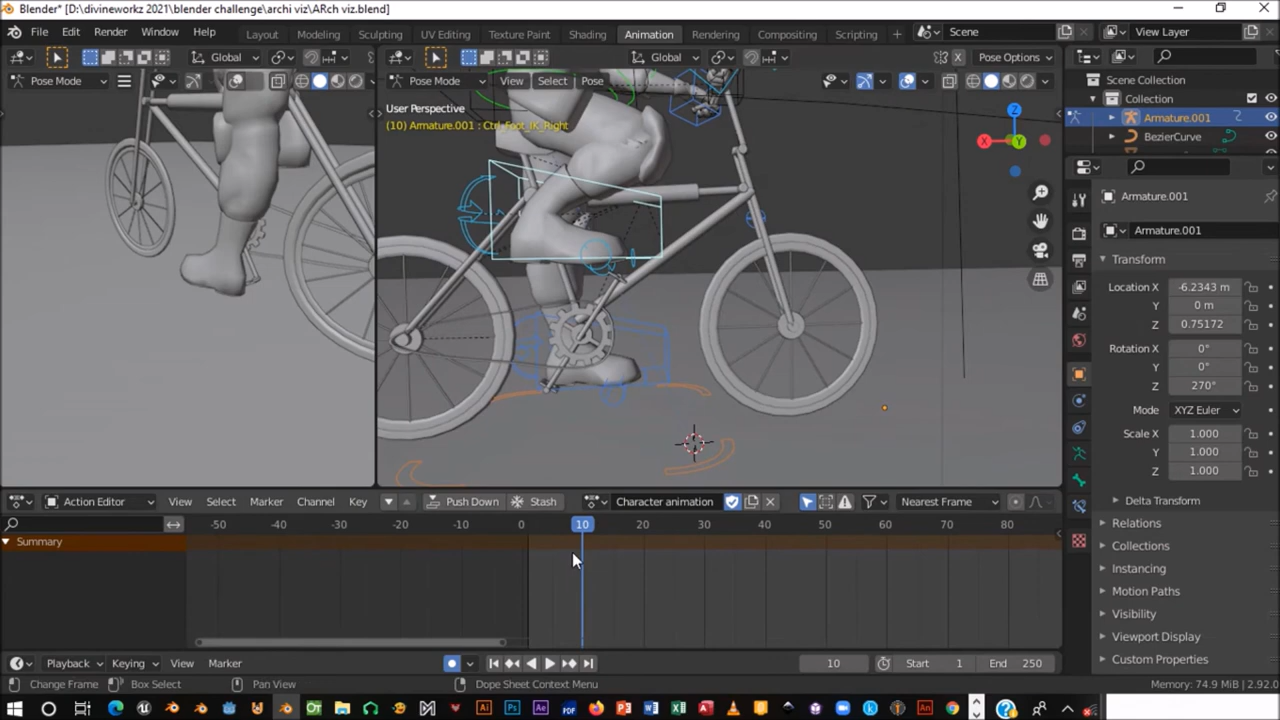 Blender* [D:\divineworkz 2021\blender challenge\archi viz\ARch viz.blend]
File Edit Render Window Help Layout Modeling Sculpting UV Editing Texture Paint Shading Animation Rendering Compositing Scripting + Scene View Layer
Global Global Pose Options
Pose Mode Pose Mode View Select Pose Scene Collection
User Perspective Collection
(10) Armature.001 : Ctrl_Foot_IK_Right Armature.001
Z BezierCurve
X Y
Armature.001
Armature.001
Transform
Location X -6.2343 m
Y 0 m
Z 0.75172
Rotation X 0°
Y 0°
Z 270°
Mode XYZ Euler
Scale X 1.000
Y 1.000
Z 1.000
Delta Transform
Action Editor View Select Marker Channel Key Push Down Stash Character animation Nearest Frame
-50 -40 -30 -20 -10 0 10 20 30 40 50 60 70 80
Relations
Summary
Collections
Instancing
Motion Paths
Visibility
Viewport Display
Custom Properties
Playback Keying View Marker 10 Start 1 End 250
Change Frame Box Select Pan View Dope Sheet Context Menu Memory: 74.9 MiB | 2.92.0